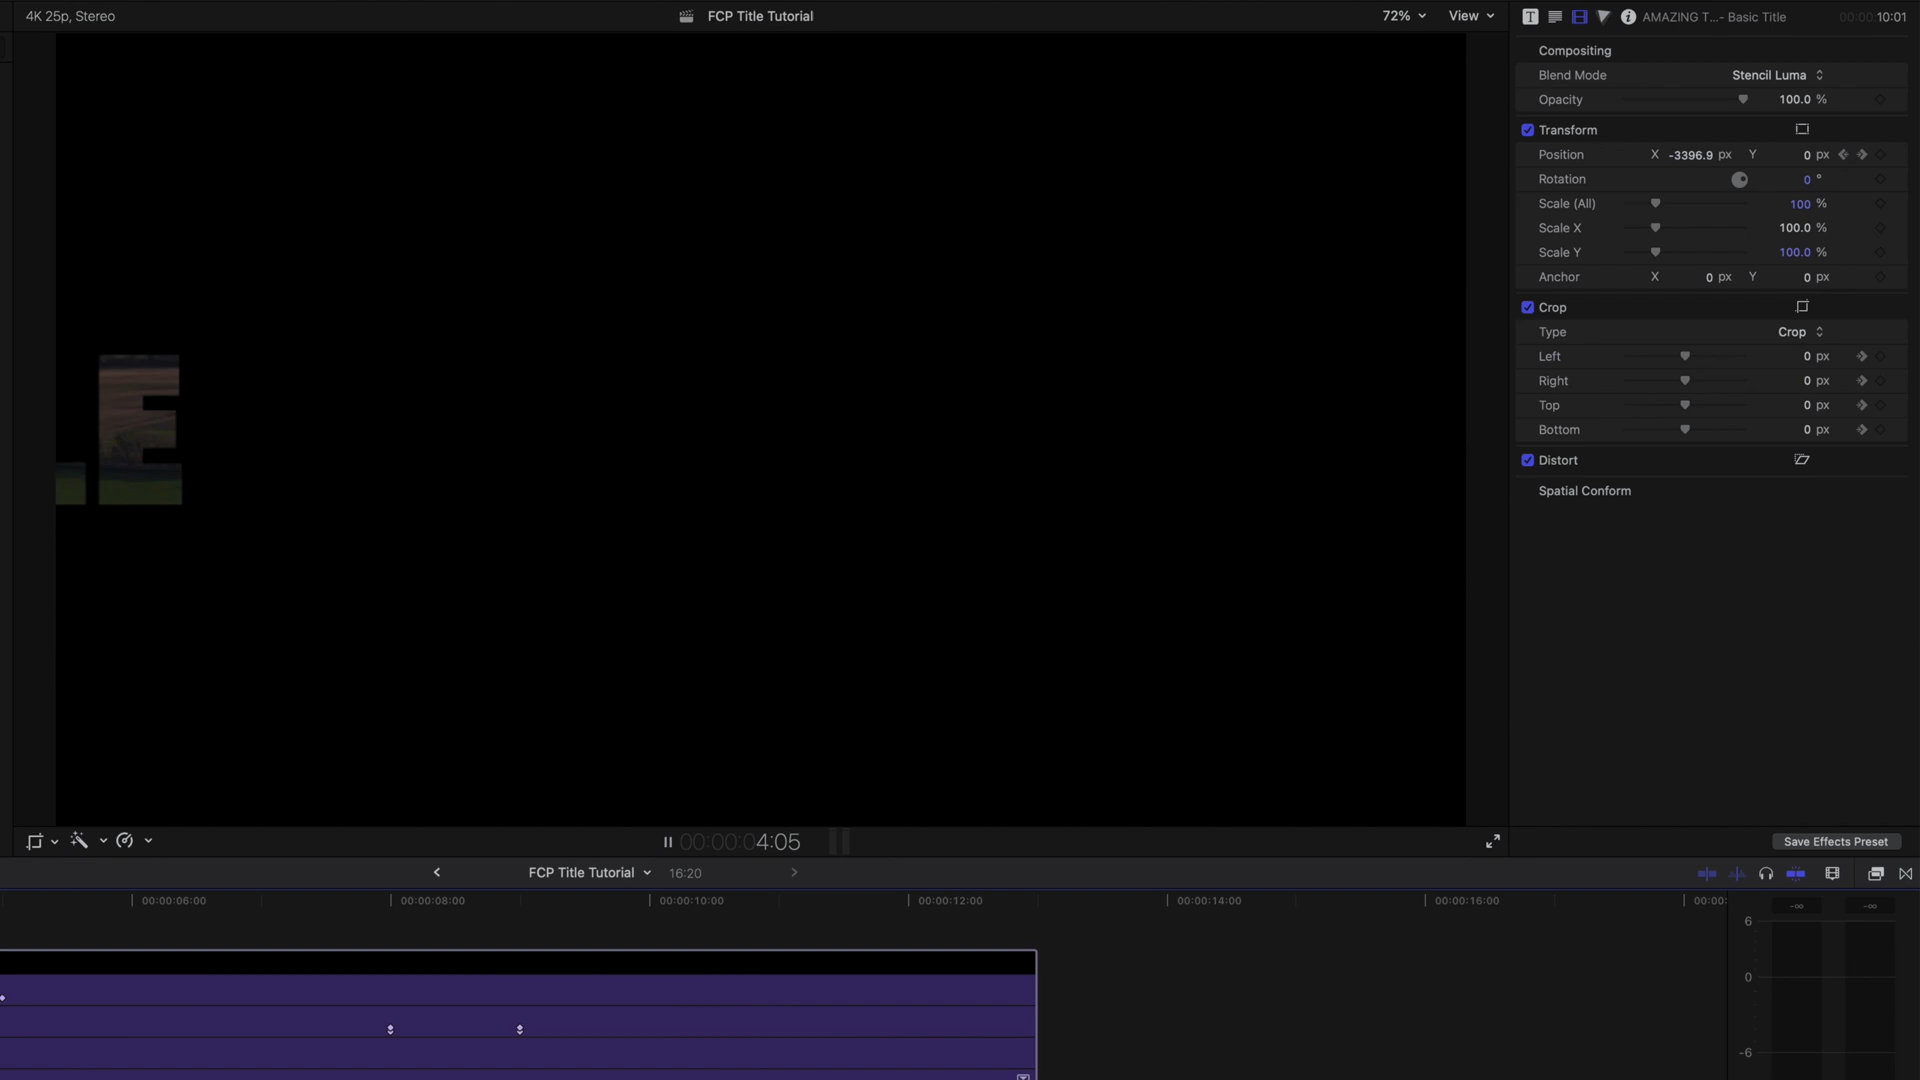 4K 25p, Stereo
FCP Title Tutorial
72%
View
AMAZING T...- Basic Title
00:00:10:01
Compositing
Blend Mode Stencil Luma
Opacity 100.0 %
Transform
Position X -3396.9 px Y 0 px
Rotation 0 °
Scale (All) 100 %
Scale X 100.0 %
Scale Y 100.0 %
Anchor X 0 px Y 0 px
Crop
Type Crop
Left 0 px
Right 0 px
Top 0 px
Bottom 0 px
Distort
Spatial Conform
E
00:00:04:05
Save Effects Preset
FCP Title Tutorial 16:20
00:00:06:00
00:00:08:00
00:00:10:00
00:00:12:00
00:00:14:00
00:00:16:00
00:00:
-∞ -∞
6
0
-6